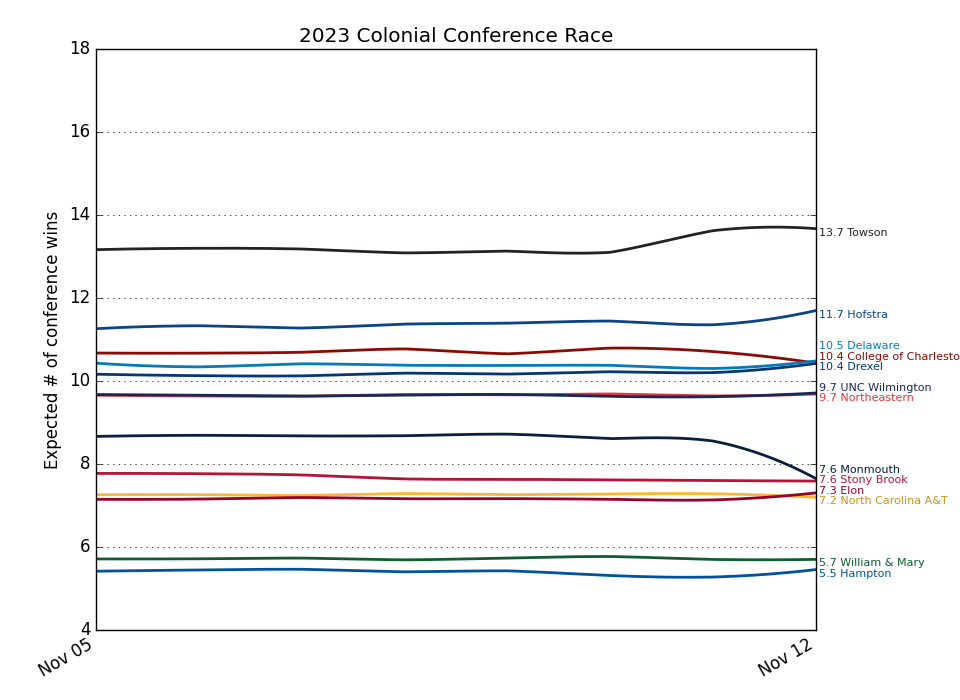 2023 Colonial Conference Race
Expected # of conference wins
18
16
14
12
10
8
6
4
13.7 Towson
11.7 Hofstra
10.5 Delaware
10.4 College of Charlesto
10.4 Drexel
9.7 UNC Wilmington
9.7 Northeastern
7.6 Monmouth
7.6 Stony Brook
7.3 Elon
7.2 North Carolina A&T
5.7 William & Mary
5.5 Hampton
Nov 05
Nov 12